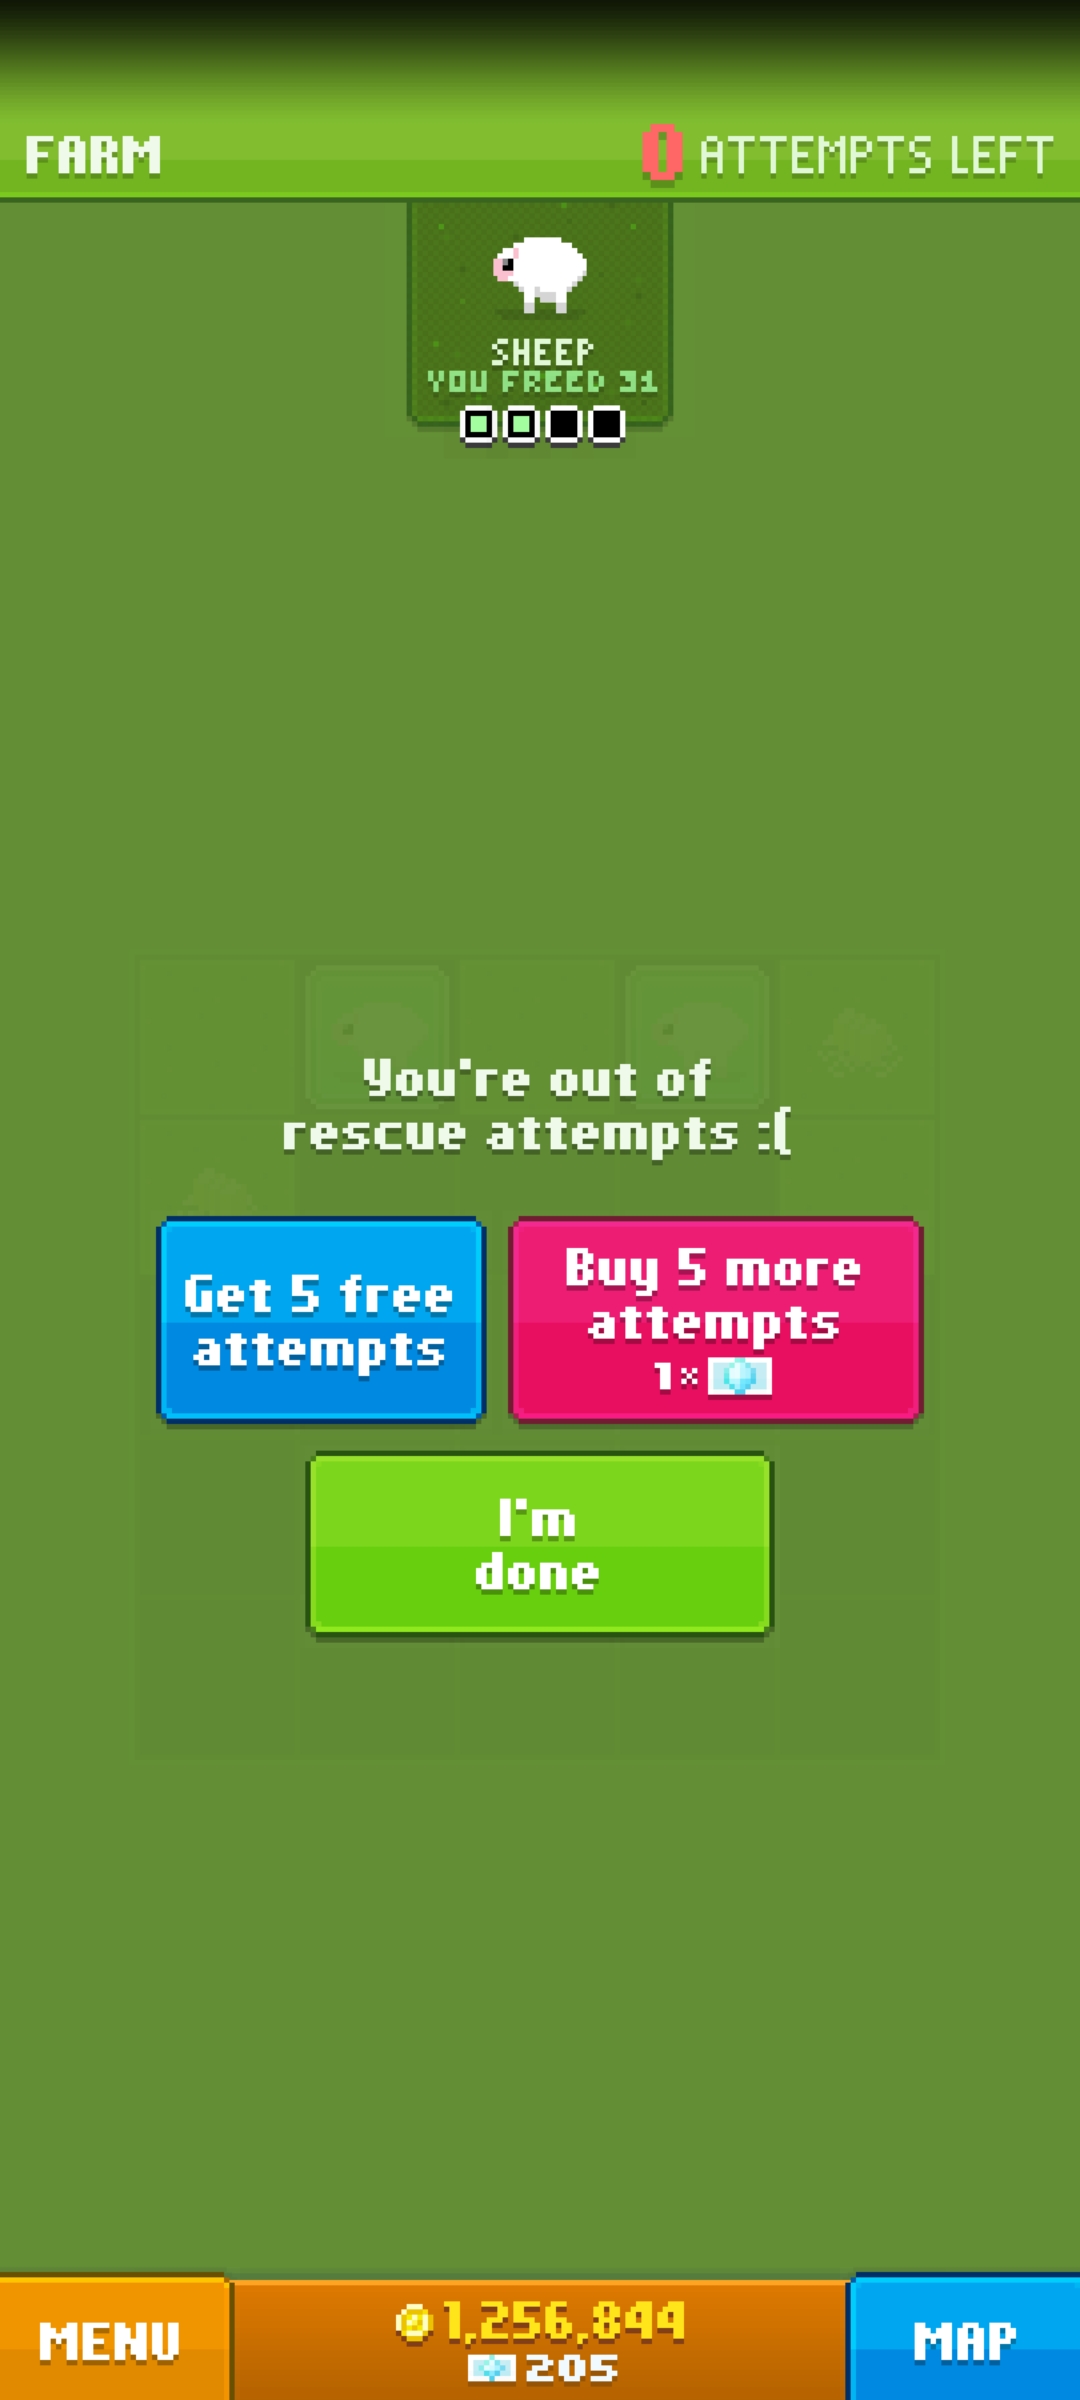 FARM
0 ATTEMPTS LEFT
SHEEP
YOU FREED 31
You're out of
rescue attempts :(
Get 5 free
attempts
Buy 5 more
attempts
1×
I'm
done
MENU
1,256,844
205
MAP